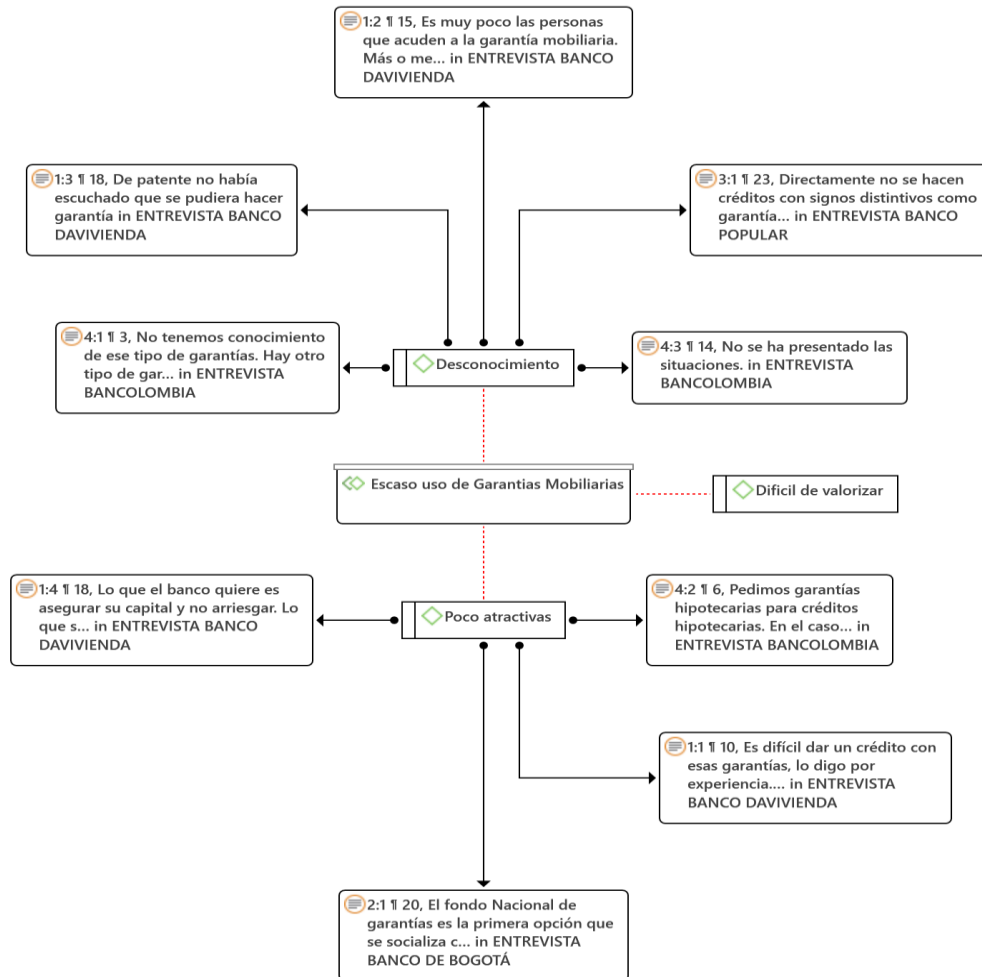 1:2 ¶ 15, Es muy poco las personas
que acuden a la garantía mobiliaria.
Más o me... in ENTREVISTA BANCO
DAVIVIENDA
1:3 ¶ 18, De patente no había
escuchado que se pudiera hacer
garantía in ENTREVISTA BANCO
DAVIVIENDA
3:1 ¶ 23, Directamente no se hacen
créditos con signos distintivos como
garantía... in ENTREVISTA BANCO
POPULAR
4:1 ¶ 3, No tenemos conocimiento
de ese tipo de garantías. Hay otro
tipo de gar... in ENTREVISTA
BANCOLOMBIA
Desconocimiento
4:3 ¶ 14, No se ha presentado las
situaciones. in ENTREVISTA
BANCOLOMBIA
Escaso uso de Garantias Mobiliarias
Dificil de valorizar
1:4 ¶ 18, Lo que el banco quiere es
asegurar su capital y no arriesgar. Lo
que s... in ENTREVISTA BANCO
DAVIVIENDA
Poco atractivas
4:2 ¶ 6, Pedimos garantías
hipotecarias para créditos
hipotecarias. En el caso... in
ENTREVISTA BANCOLOMBIA
1:1 ¶ 10, Es difícil dar un crédito con
esas garantías, lo digo por
experiencia.... in ENTREVISTA
BANCO DAVIVIENDA
2:1 ¶ 20, El fondo Nacional de
garantías es la primera opción que
se socializa c... in ENTREVISTA
BANCO DE BOGOTÁ